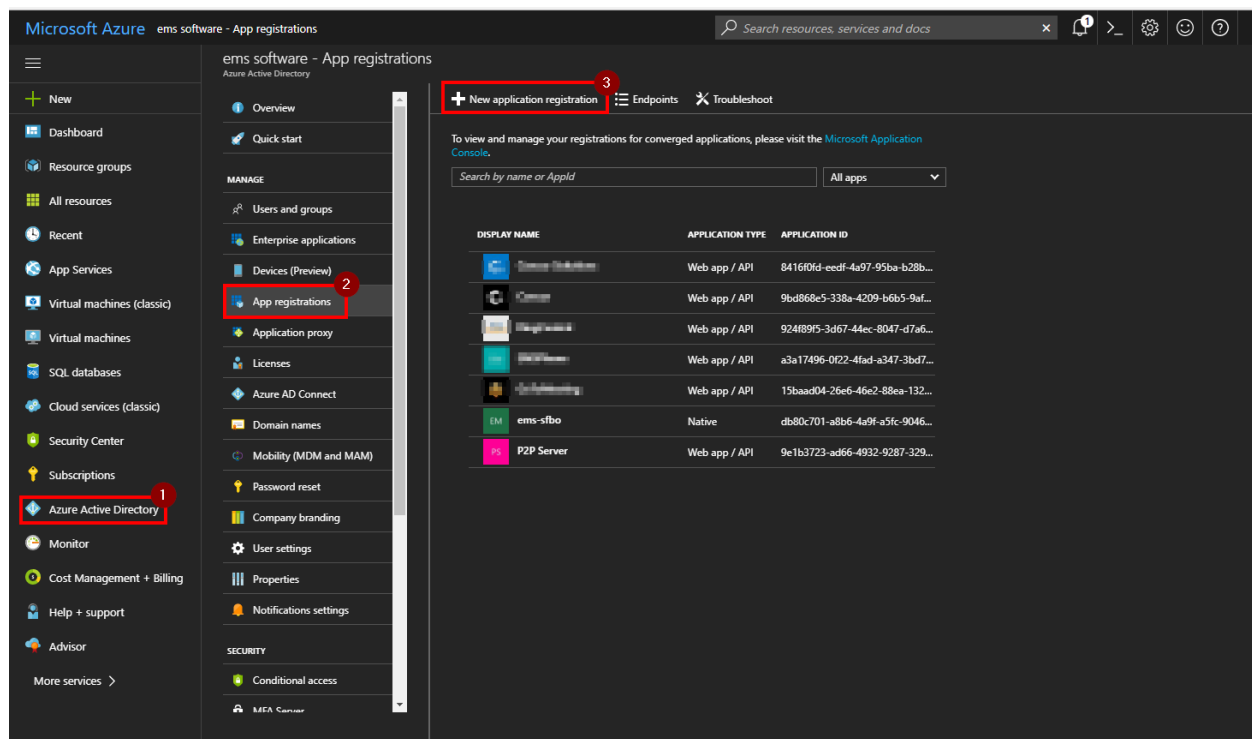 Microsoft Azure ems software - App registrations
Search resources, services and docs
1
ems software - App registrations
Azure Active Directory
New
Dashboard
Resource groups
All resources
Recent
App Services
Virtual machines (classic)
Virtual machines
SQL databases
Cloud services (classic)
Security Center
Subscriptions
1
Azure Active Directory
Monitor
Cost Management + Billing
Help + support
Advisor
More services
Overview
Quick start
MANAGE
Users and groups
Enterprise applications
Devices (Preview)
2
App registrations
Application proxy
Licenses
Azure AD Connect
Domain names
Mobility (MDM and MAM)
Password reset
Company branding
User settings
Properties
Notifications settings
SECURITY
Conditional access
MFA Server
3
New application registration Endpoints Troubleshoot
To view and manage your registrations for converged applications, please visit the Microsoft Application
Console.
Search by name or AppId All apps
DISPLAY NAME APPLICATION TYPE APPLICATION ID
Web app / API 8416f0fd-eedf-4a97-95ba-b28b...
Web app / API 9bd868e5-338a-4209-b6b5-9af...
Web app / API 924f89f5-3d67-44ec-8047-d7a6...
Web app / API a3a17496-0f22-4fad-a347-3bd7...
Web app / API 15baad04-26e6-46e2-88ea-132...
EM ems-sfbo Native db80c701-a8b6-4a9f-a5fc-9046...
PS P2P Server Web app / API 9e1b3723-ad66-4932-9287-329...